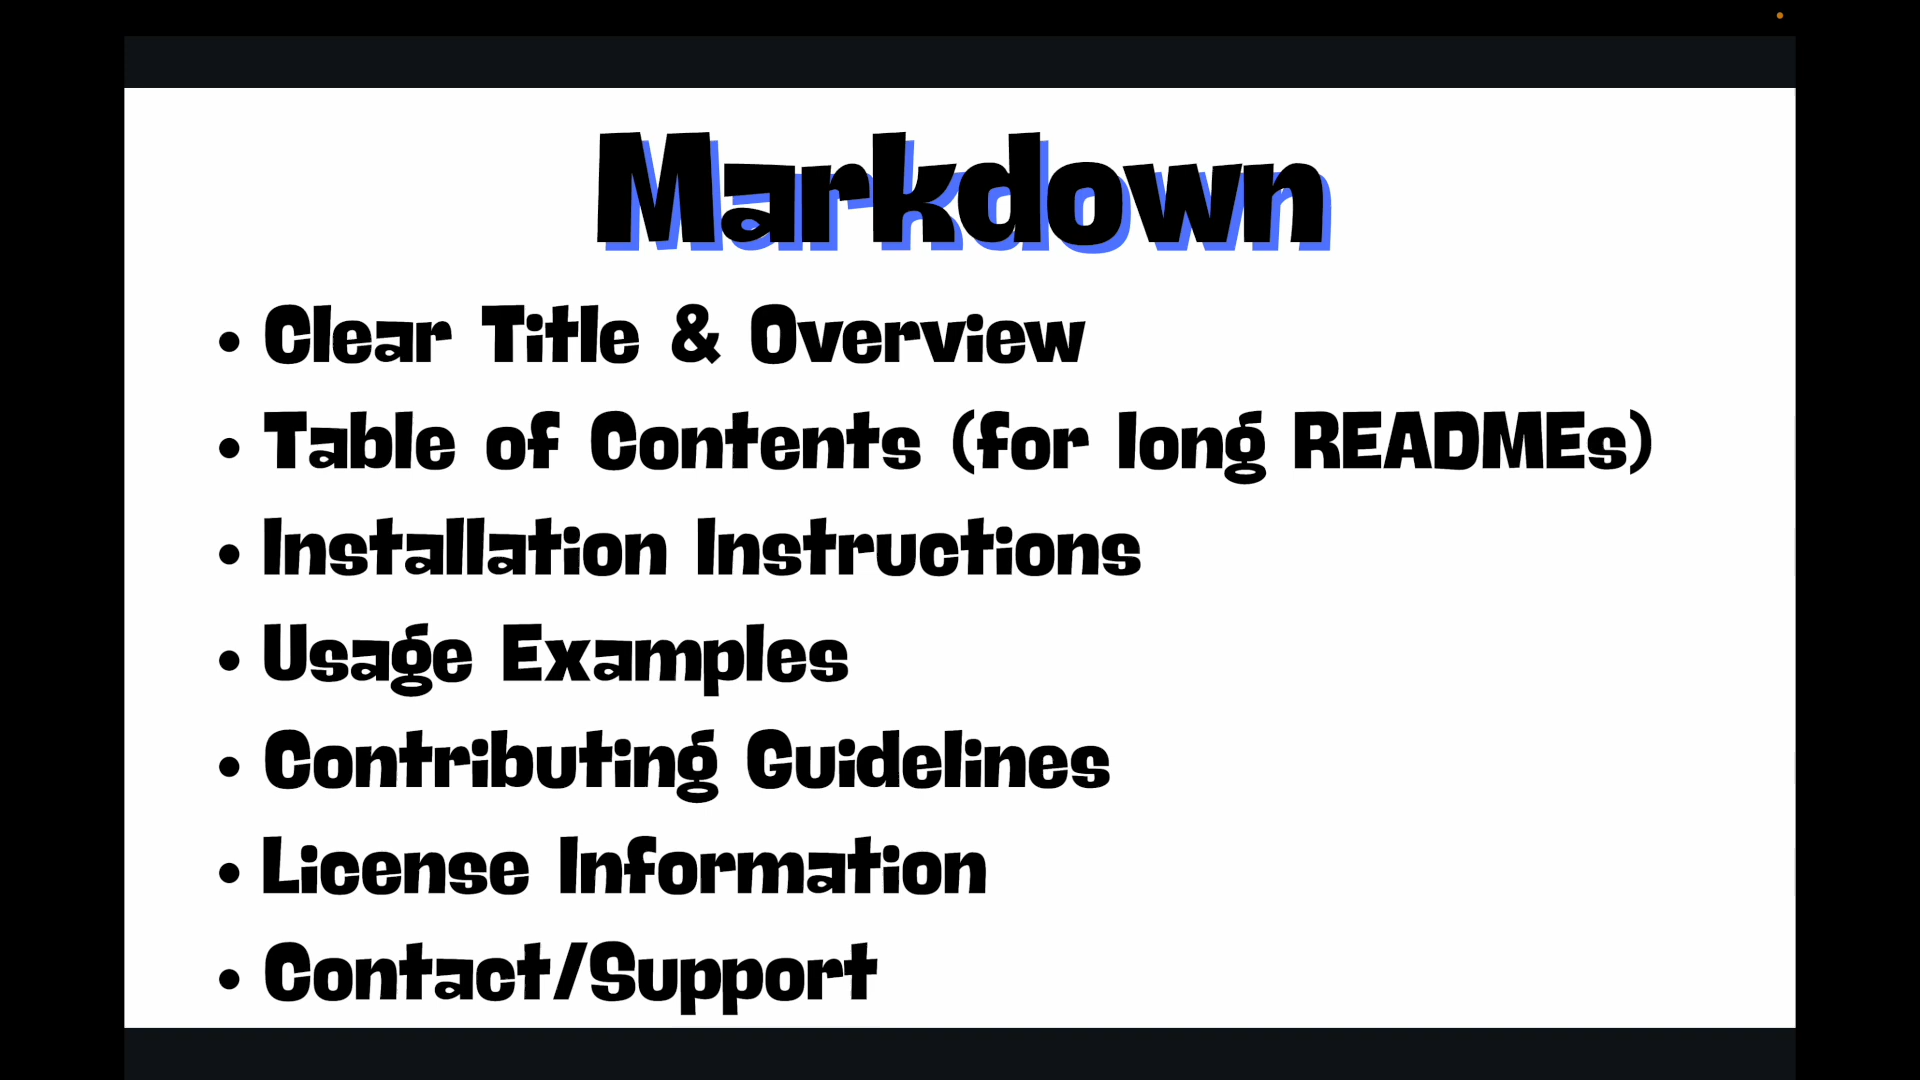 Markdown
• Clear Title & Overview
• Table of Contents (for long READMEs)
• Installation Instructions
• Usage Examples
• Contributing Guidelines
• License Information
• Contact/Support